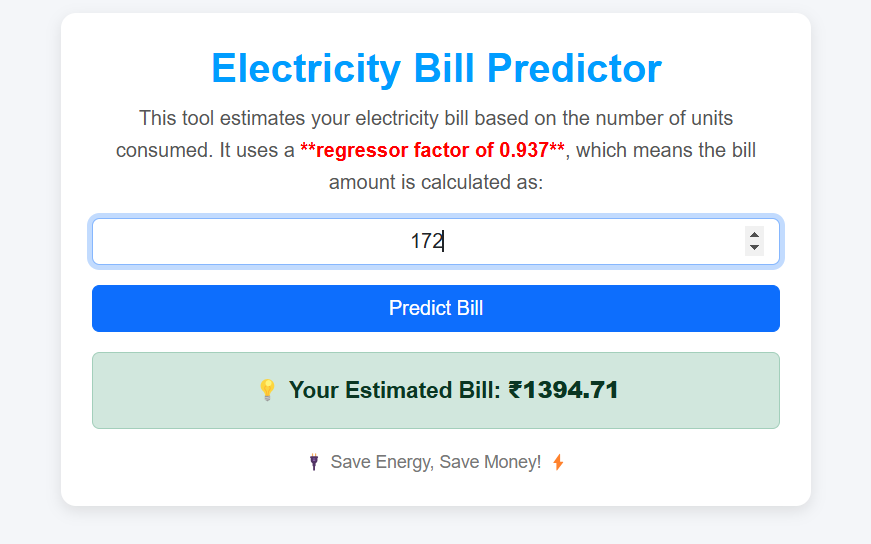 Electricity Bill Predictor
This tool estimates your electricity bill based on the number of units
consumed. It uses a **regressor factor of 0.937**, which means the bill
amount is calculated as:
172
Predict Bill
💡 Your Estimated Bill: ₹1394.71
Save Energy, Save Money! ⚡